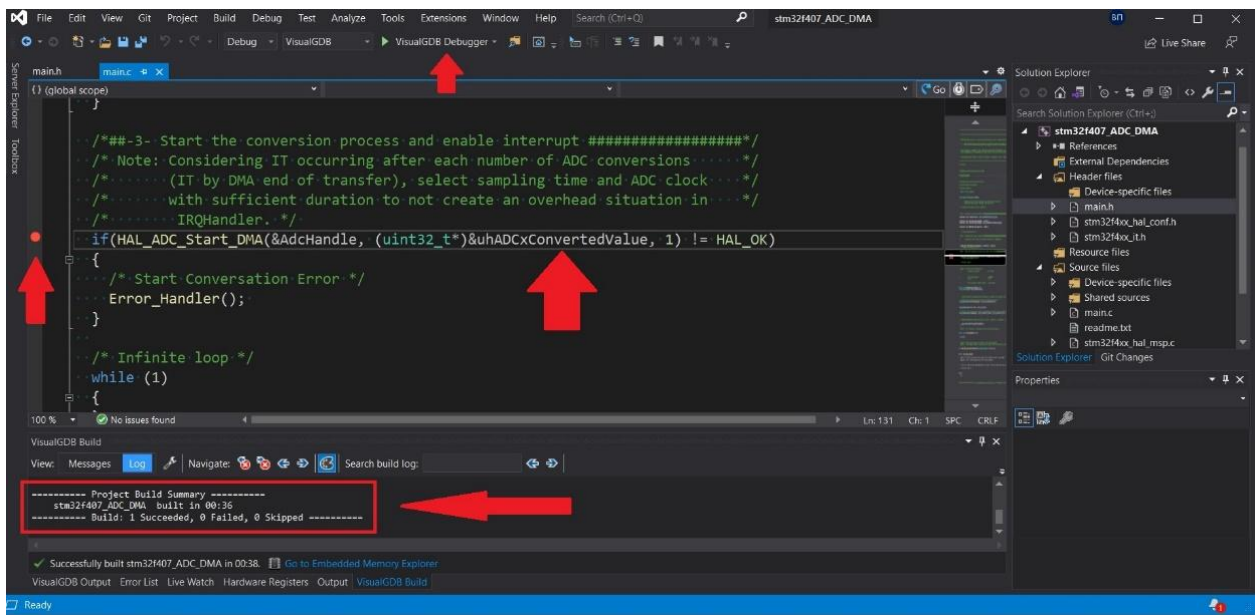 File Edit View Git Project Build Debug Test Analyze Tools Extensions Window Help Search (Ctrl+Q) stm32f407_ADC_DMA ВП
Debug VisualGDB VisualGDB Debugger Live Share
Server Explorer
Toolbox
main.h main.c
{} (global scope) Go
}
/*##-3- Start the conversion process and enable interrupt ##################*/
/* Note: Considering IT occurring after each number of ADC conversions */
/* (IT by DMA end of transfer), select sampling time and ADC clock */
/* with sufficient duration to not create an overhead situation in */
/* IRQHandler. */
if(HAL_ADC_Start_DMA(&AdcHandle, (uint32_t*)&uhADCxConvertedValue, 1) != HAL_OK)
{
/* Start Conversation Error */
Error_Handler();
}
/* Infinite loop */
while (1)
{
100 % No issues found Ln: 131 Ch: 1 SPC CRLF
VisualGDB Build
View: Messages Log Navigate: Search build log:
---------- Project Build Summary ----------
stm32f407_ADC_DMA built in 00:36
---------- Build: 1 Succeeded, 0 Failed, 0 Skipped ----------
Successfully built stm32f407_ADC_DMA in 00:38. Go to Embedded Memory Explorer
VisualGDB Output Error List Live Watch Hardware Registers Output VisualGDB Build
Ready
Solution Explorer
Search Solution Explorer (Ctrl+;)
stm32f407_ADC_DMA
References
External Dependencies
Header files
Device-specific files
main.h
stm32f4xx_hal_conf.h
stm32f4xx_it.h
Resource files
Source files
Device-specific files
Shared sources
main.c
readme.txt
stm32f4xx_hal_msp.c
Solution Explorer Git Changes
Properties
1